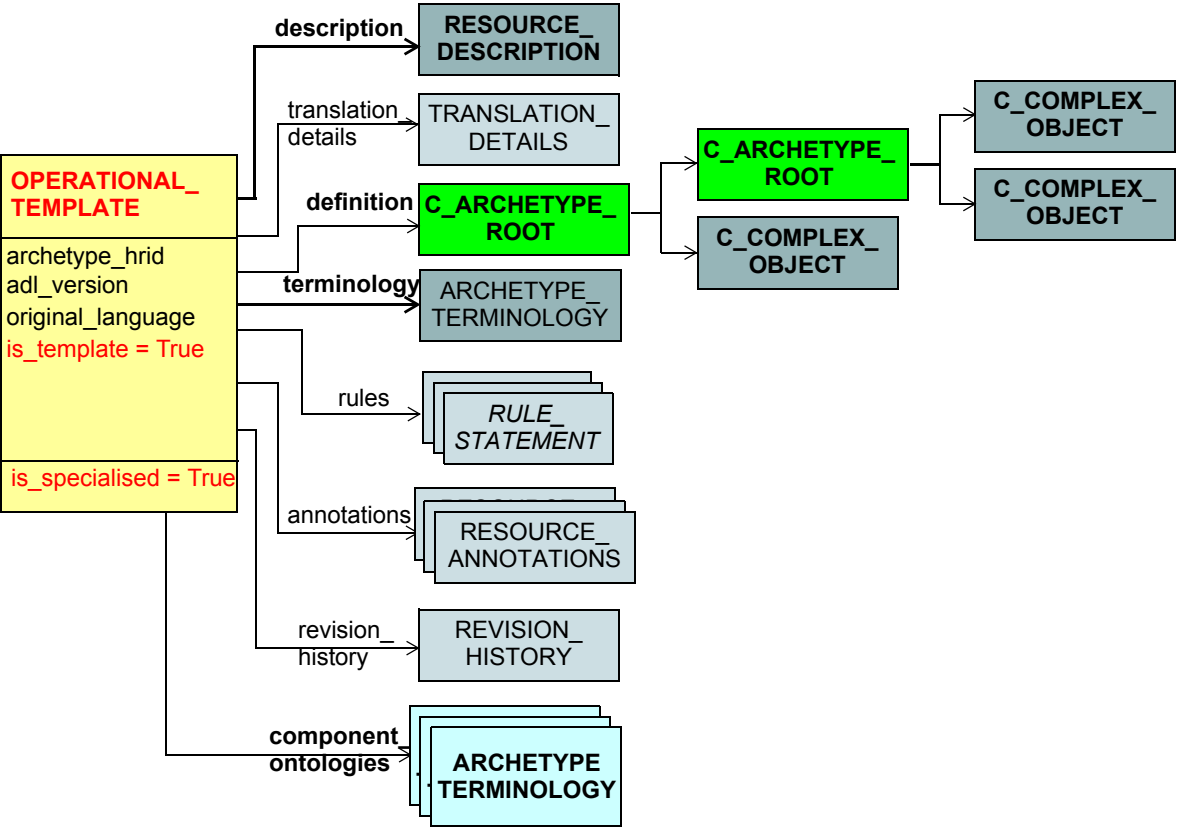 description
RESOURCE_
DESCRIPTION
translation_
details
TRANSLATION_
DETAILS
OPERATIONAL_
TEMPLATE
archetype_hrid
adl_version
original_language
is_template = True
is_specialised = True
definition
C_ARCHETYPE_
ROOT
C_ARCHETYPE_
ROOT
C_COMPLEX_
OBJECT
C_COMPLEX_
OBJECT
C_COMPLEX_
OBJECT
terminology
ARCHETYPE_
TERMINOLOGY
rules
RULE_
STATEMENT
annotations
RESOURCE_
ANNOTATIONS
revision_
history
REVISION_
HISTORY
component_
ontologies
ARCHETYPE
TERMINOLOGY